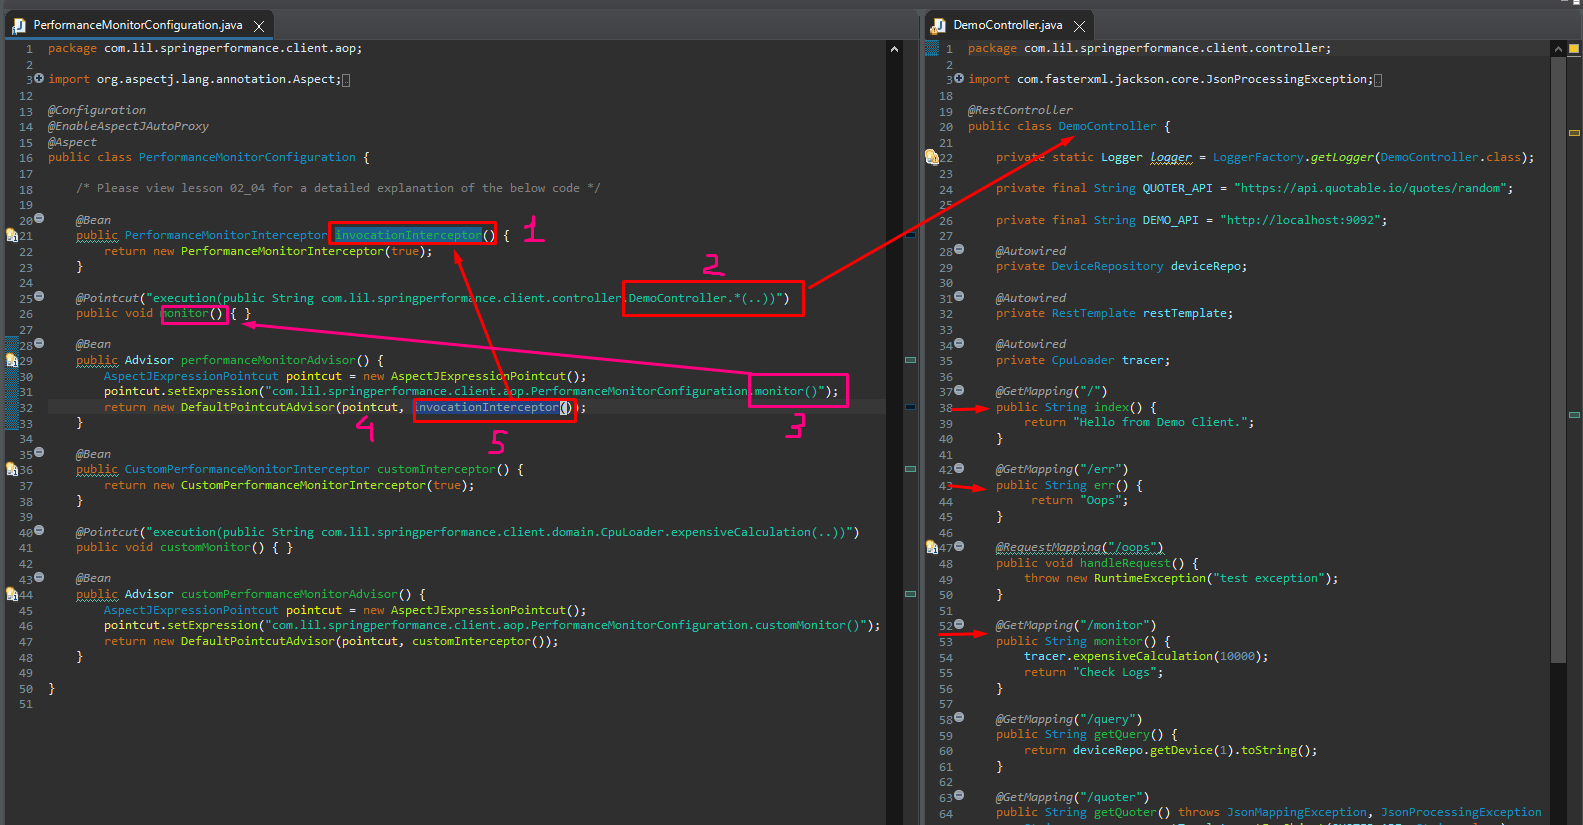 PerformanceMonitorConfiguration.java
1 package com.lil.springperformance.client.aop;
2
3 import org.aspectj.lang.annotation.Aspect;
12
13 @Configuration
14 @EnableAspectJAutoProxy
15 @Aspect
16 public class PerformanceMonitorConfiguration {
17
18 /* Please view lesson 02_04 for a detailed explanation of the below code */
19
20 @Bean
21 public PerformanceMonitorInterceptor invocationInterceptor() { 1
22 return new PerformanceMonitorInterceptor(true);
23 }
24 2
25 @Pointcut("execution(public String com.lil.springperformance.client.controller.DemoController.*(..))")
26 public void monitor() { }
27
28 @Bean
29 public Advisor performanceMonitorAdvisor() {
30 AspectJExpressionPointcut pointcut = new AspectJExpressionPointcut();
31 pointcut.setExpression("com.lil.springperformance.client.aop.PerformanceMonitorConfiguration.monitor()");
32 return new DefaultPointcutAdvisor(pointcut, invocationInterceptor());
33 } 4 5 3
34
35 @Bean
36 public CustomPerformanceMonitorInterceptor customInterceptor() {
37 return new CustomPerformanceMonitorInterceptor(true);
38 }
39
40 @Pointcut("execution(public String com.lil.springperformance.client.domain.CpuLoader.expensiveCalculation(..))")
41 public void customMonitor() { }
42
43 @Bean
44 public Advisor customPerformanceMonitorAdvisor() {
45 AspectJExpressionPointcut pointcut = new AspectJExpressionPointcut();
46 pointcut.setExpression("com.lil.springperformance.client.aop.PerformanceMonitorConfiguration.customMonitor()");
47 return new DefaultPointcutAdvisor(pointcut, customInterceptor());
48 }
49
50 }
51
DemoController.java
1 package com.lil.springperformance.client.controller;
2
3 import com.fasterxml.jackson.core.JsonProcessingException;
18
19 @RestController
20 public class DemoController {
21
22 private static Logger logger = LoggerFactory.getLogger(DemoController.class);
23
24 private final String QUOTER_API = "https://api.quotable.io/quotes/random";
25
26 private final String DEMO_API = "http://localhost:9092";
27
28 @Autowired
29 private DeviceRepository deviceRepo;
30
31 @Autowired
32 private RestTemplate restTemplate;
33
34 @Autowired
35 private CpuLoader tracer;
36
37 @GetMapping("/")
38 public String index() {
39 return "Hello from Demo Client.";
40 }
41
42 @GetMapping("/err")
43 public String err() {
44 return "Oops";
45 }
46
47 @RequestMapping("/oops")
48 public void handleRequest() {
49 throw new RuntimeException("test exception");
50 }
51
52 @GetMapping("/monitor")
53 public String monitor() {
54 tracer.expensiveCalculation(10000);
55 return "Check Logs";
56 }
57
58 @GetMapping("/query")
59 public String getQuery() {
60 return deviceRepo.getDevice(1).toString();
61 }
62
63 @GetMapping("/quoter")
64 public String getQuoter() throws JsonMappingException, JsonProcessingException